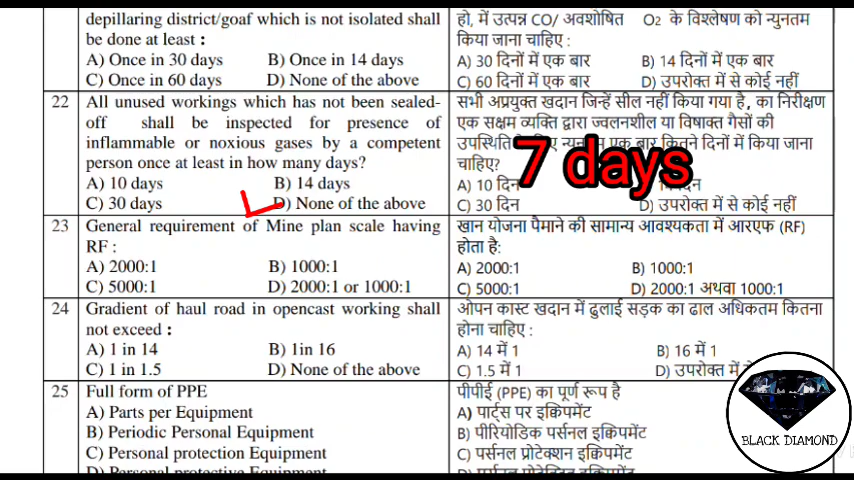 depillaring district/goaf which is not isolated shall
be done at least :
A) Once in 30 days B) Once in 14 days
C) Once in 60 days D) None of the above
हो, में उत्पन्न CO/ अवशोषित O2 के विश्लेषण को न्युनतम
किया जाना चाहिए :
A) 30 दिनों में एक बार B) 14 दिनों में एक बार
C) 60 दिनों में एक बार D) उपरोक्त में से कोई नहीं
22 All unused workings which has not been sealed-
off shall be inspected for presence of
inflammable or noxious gases by a competent
person once at least in how many days?
A) 10 days B) 14 days
C) 30 days D) None of the above
सभी अप्रयुक्त खदान जिन्हें सील नहीं किया गया है , का निरीक्षण
एक सक्षम व्यक्ति द्वारा ज्वलनशील या विषाक्त गैसों की
उपस्थिति एक बार कितने दिनों में किया जाना
चाहिए?
A) 10 दिन
C) 30 दिन D) उपरोक्त में से कोई नहीं
7 days
23 General requirement of Mine plan scale having
RF :
A) 2000:1 B) 1000:1
C) 5000:1 D) 2000:1 or 1000:1
खान योजना पैमाने की सामान्य आवश्यकता में आरएफ (RF)
होता है:
A) 2000:1 B) 1000:1
C) 5000:1 D) 2000:1 अथवा 1000:1
24 Gradient of haul road in opencast working shall
not exceed :
A) 1 in 14 B) 1in 16
C) 1 in 1.5 D) None of the above
ओपन कास्ट खदान में ढुलाई सड़क का ढाल अधिकतम कितना
होना चाहिए :
A) 14 में 1 B) 16 में 1
C) 1.5 में 1 D) उपरोक्त में
25 Full form of PPE
A) Parts per Equipment
B) Periodic Personal Equipment
C) Personal protection Equipment
D) Personal protective Equipment
पीपीई (PPE) का पूर्ण रूप है
A) पार्ट्स पर इक्विपमेंट
B) पीरियोडिक पर्सनल इक्विपमेंट
C) पर्सनल प्रोटेक्शन इक्विपमेंट
D) पर्सनल प्रोटेक्टिव इक्विपमेंट
BLACK DIAMOND